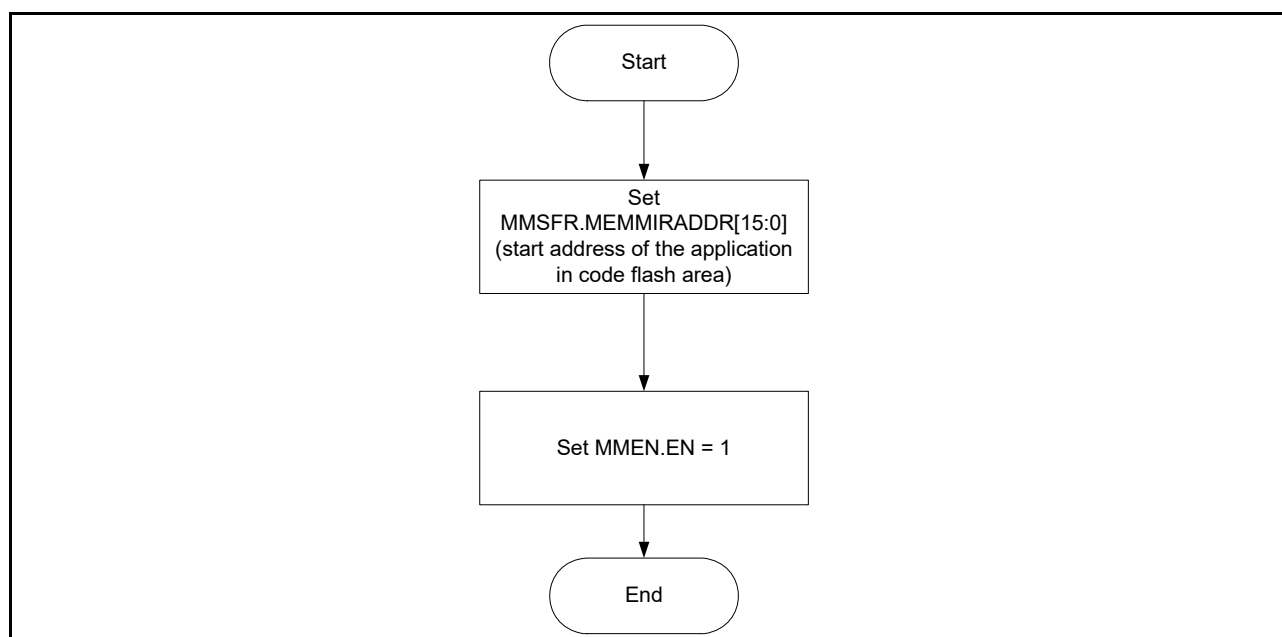 Start
Set
MMSFR.MEMMIRADDR[15:0]
(start address of the application
in code flash area)
Set MMEN.EN = 1
End